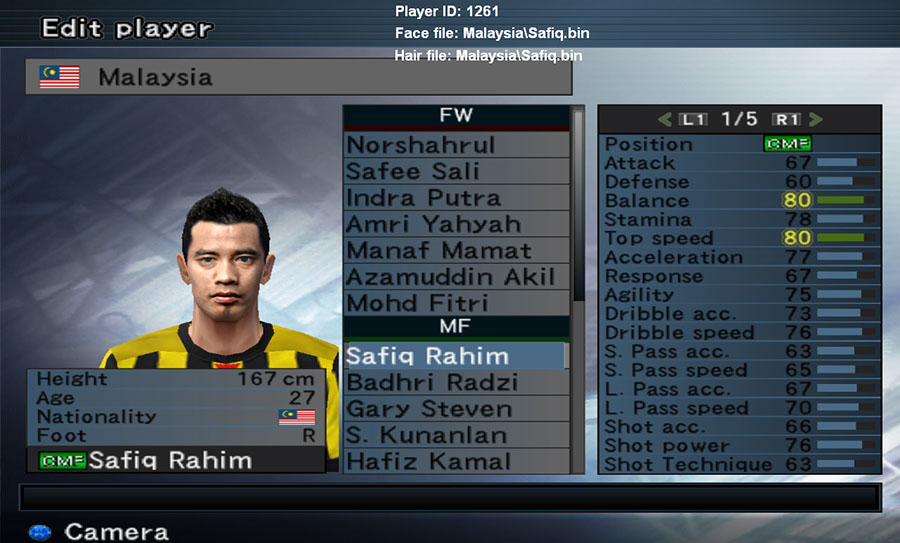 Player ID: 1261
Edit player
Face file: Malaysia\Safiq.bin
Hair file: Malaysia\Safiq.bin
Malaysia
FW
Norshahrul
Safee Sali
Indra Putra
Amri Yahyah
Manaf Mamat
Azamuddin Akil
Mohd Fitri
MF
Safiq Rahim
Badhri Radzi
Gary Steven
S. Kunanlan
Hafiz Kamal
L1 1/5 R1
Position CMF
Attack 67
Defense 60
Balance 80
Stamina 78
Top speed 80
Acceleration 77
Response 67
Agility 75
Dribble acc. 73
Dribble speed 76
S. Pass acc. 63
S. Pass speed 65
L. Pass acc. 67
L. Pass speed 70
Shot acc. 66
Shot power 76
Shot Technique 63
Height 167 cm
Age 27
Nationality
Foot R
CMF Safiq Rahim
Camera